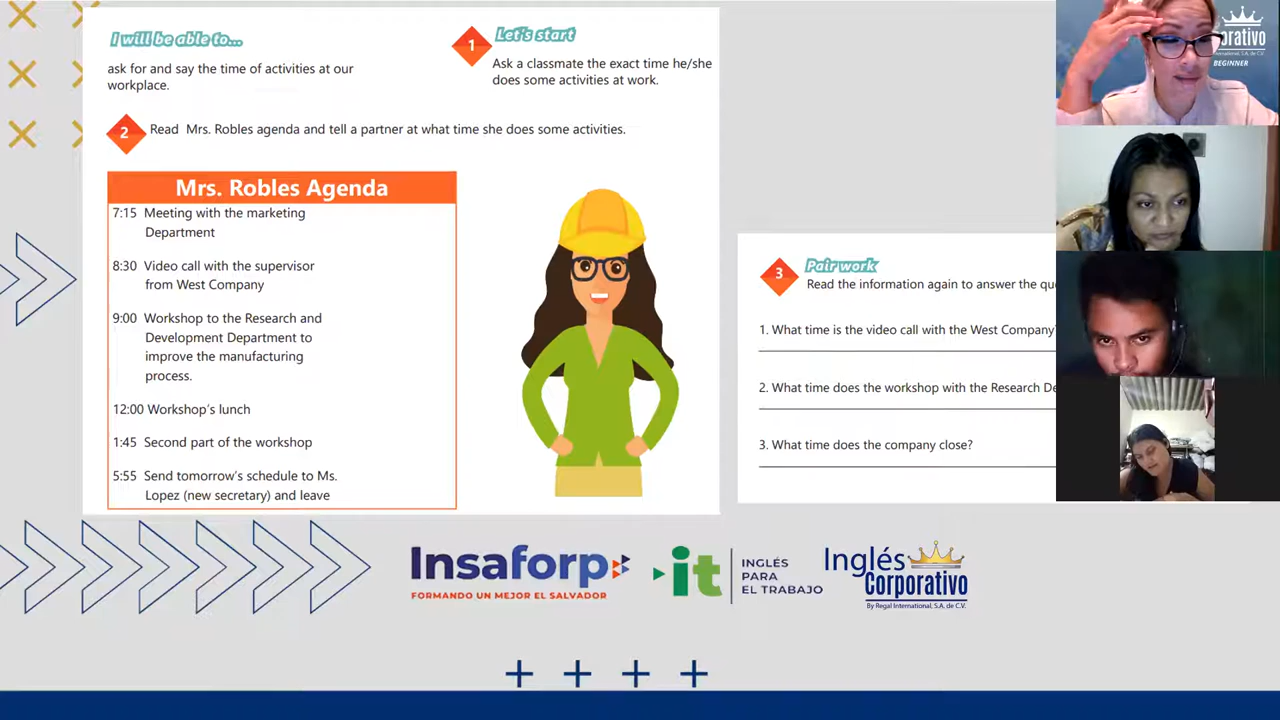 I will be able to...
ask for and say the time of activities at our
workplace.
1
Let's start
Ask a classmate the exact time he/she
does some activities at work.
2
Read Mrs. Robles agenda and tell a partner at what time she does some activities.
Mrs. Robles Agenda
7:15 Meeting with the marketing
Department
8:30 Video call with the supervisor
from West Company
9:00 Workshop to the Research and
Development Department to
improve the manufacturing
process.
12:00 Workshop's lunch
1:45 Second part of the workshop
5:55 Send tomorrow's schedule to Ms.
Lopez (new secretary) and leave
3
Pair work
Read the information again to answer the
1. What time is the video call with the West Company
2. What time does the workshop with the Research
3. What time does the company close?
Insaforp
FORMANDO UN MEJOR EL SALVADOR
it
INGLÉS
PARA
EL TRABAJO
Inglés
Corporativo
By Regal International, S.A. de C.V.
BEGINNER